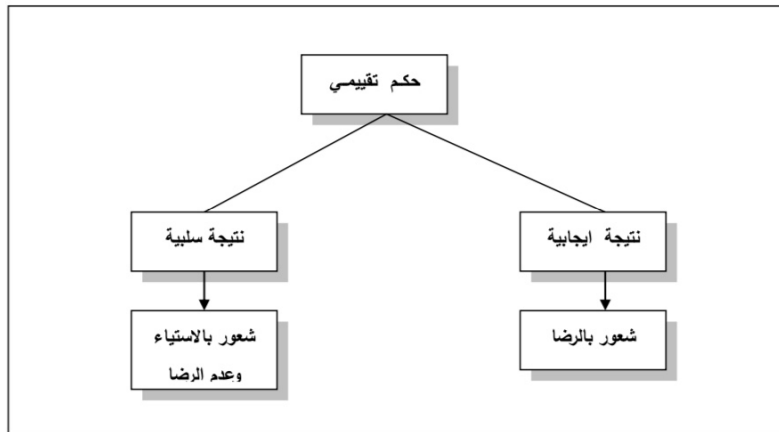 حكم تقييمي
نتيجة ايجابية
نتيجة سلبية
شعور بالرضا
شعور بالاستياء
وعدم الرضا